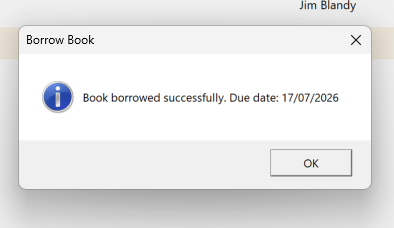 Jim Blandy
Borrow Book
Book borrowed successfully. Due date: 17/07/2026
OK